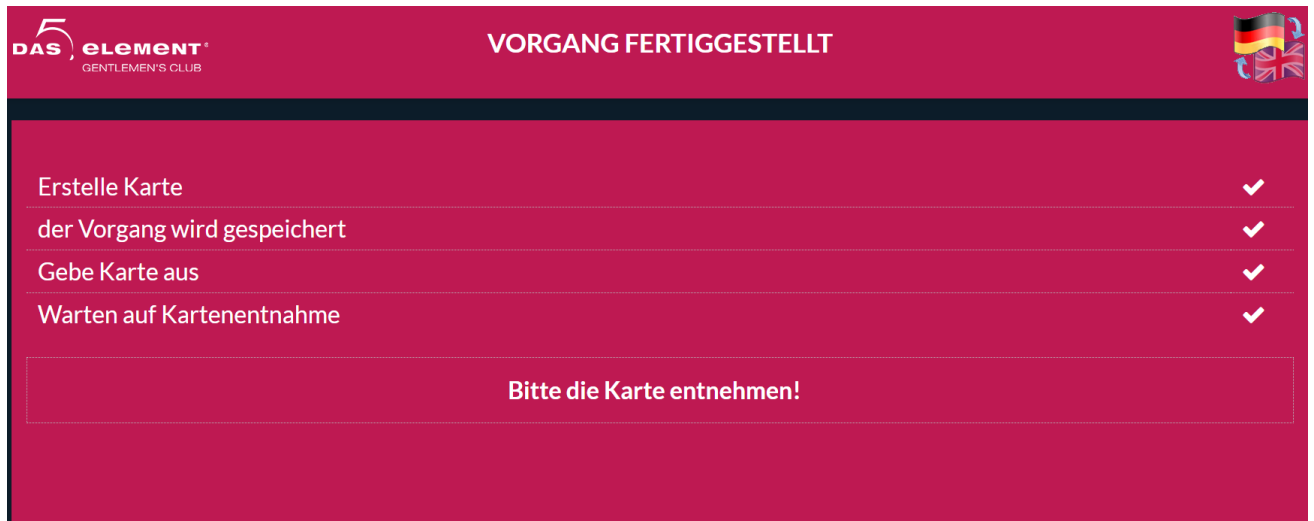 DAS 5 element®
GENTLEMEN'S CLUB
VORGANG FERTIGGESTELLT
Erstelle Karte
der Vorgang wird gespeichert
Gebe Karte aus
Warten auf Kartenentnahme
Bitte die Karte entnehmen!